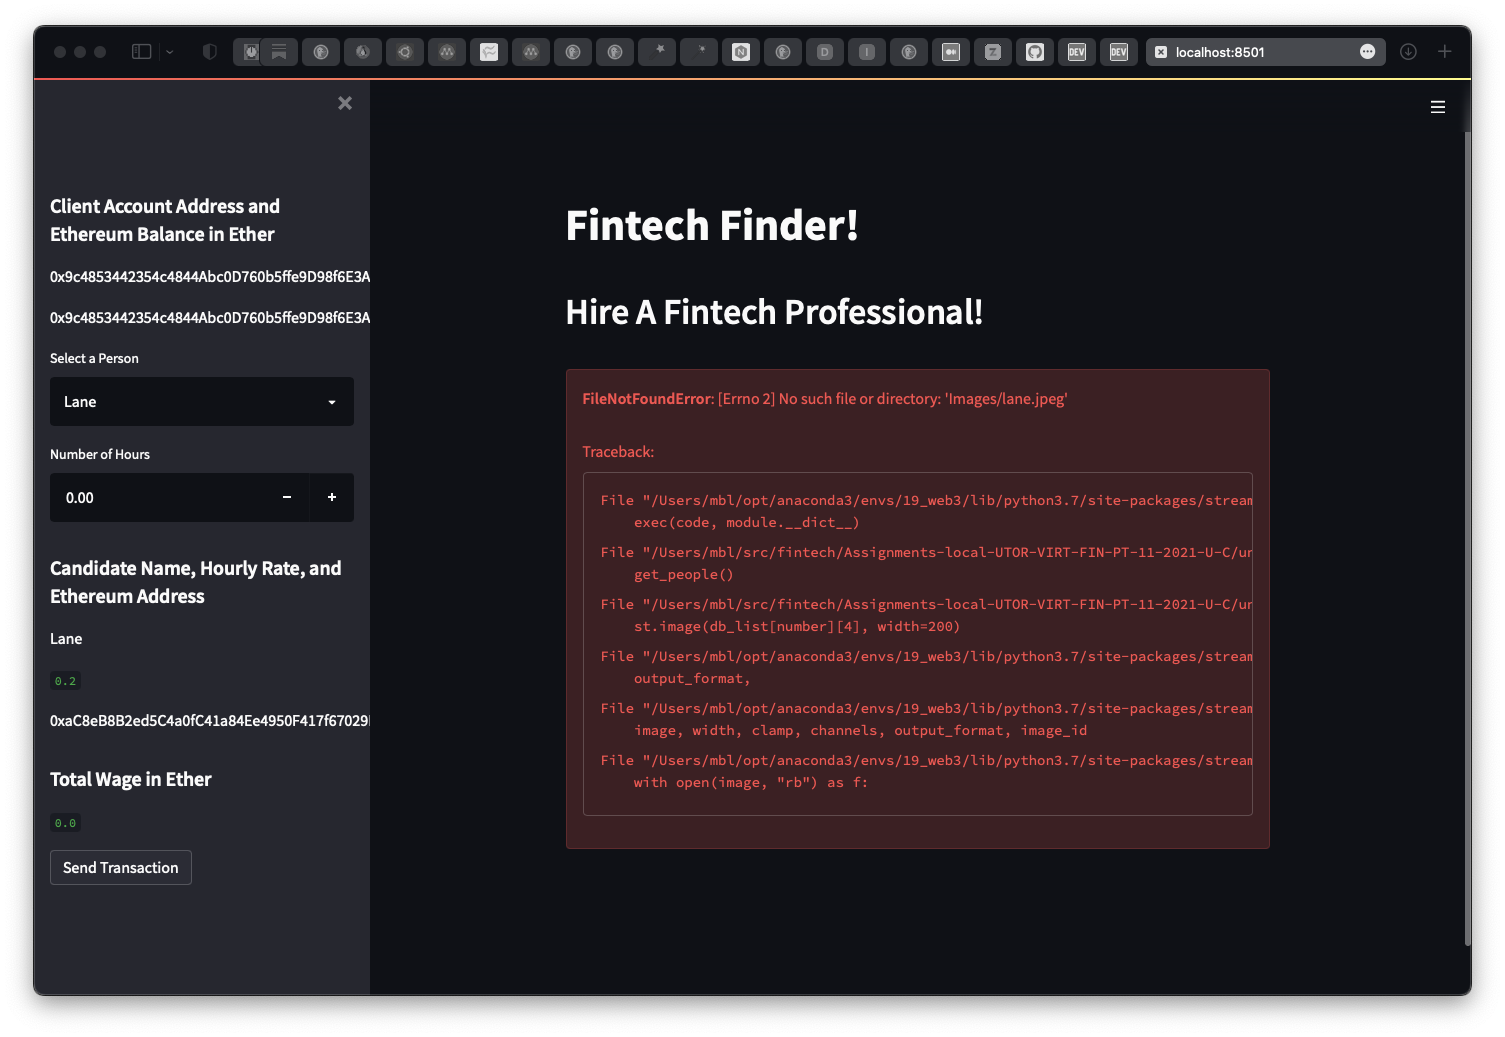 D
I
Z
DEV
DEV
localhost:8501
Client Account Address and
Ethereum Balance in Ether
0x9c4853442354c4844Abc0D760b5ffe9D98f6E3A
0x9c4853442354c4844Abc0D760b5ffe9D98f6E3A
Select a Person
Lane
Number of Hours
0.00
Candidate Name, Hourly Rate, and
Ethereum Address
Lane
0.2
0xaC8eB8B2ed5C4a0fC41a84Ee4950F417f67029
Total Wage in Ether
0.0
Send Transaction
Fintech Finder!
Hire A Fintech Professional!
FileNotFoundError: [Errno 2] No such file or directory: 'Images/lane.jpeg'
Traceback:
File "/Users/mbl/opt/anaconda3/envs/19_web3/lib/python3.7/site-packages/stream
exec(code, module.__dict__)
File "/Users/mbl/src/fintech/Assignments-local-UTOR-VIRT-FIN-PT-11-2021-U-C/un
get_people()
File "/Users/mbl/src/fintech/Assignments-local-UTOR-VIRT-FIN-PT-11-2021-U-C/un
st.image(db_list[number][4], width=200)
File "/Users/mbl/opt/anaconda3/envs/19_web3/lib/python3.7/site-packages/stream
output_format,
File "/Users/mbl/opt/anaconda3/envs/19_web3/lib/python3.7/site-packages/stream
image, width, clamp, channels, output_format, image_id
File "/Users/mbl/opt/anaconda3/envs/19_web3/lib/python3.7/site-packages/stream
with open(image, "rb") as f: